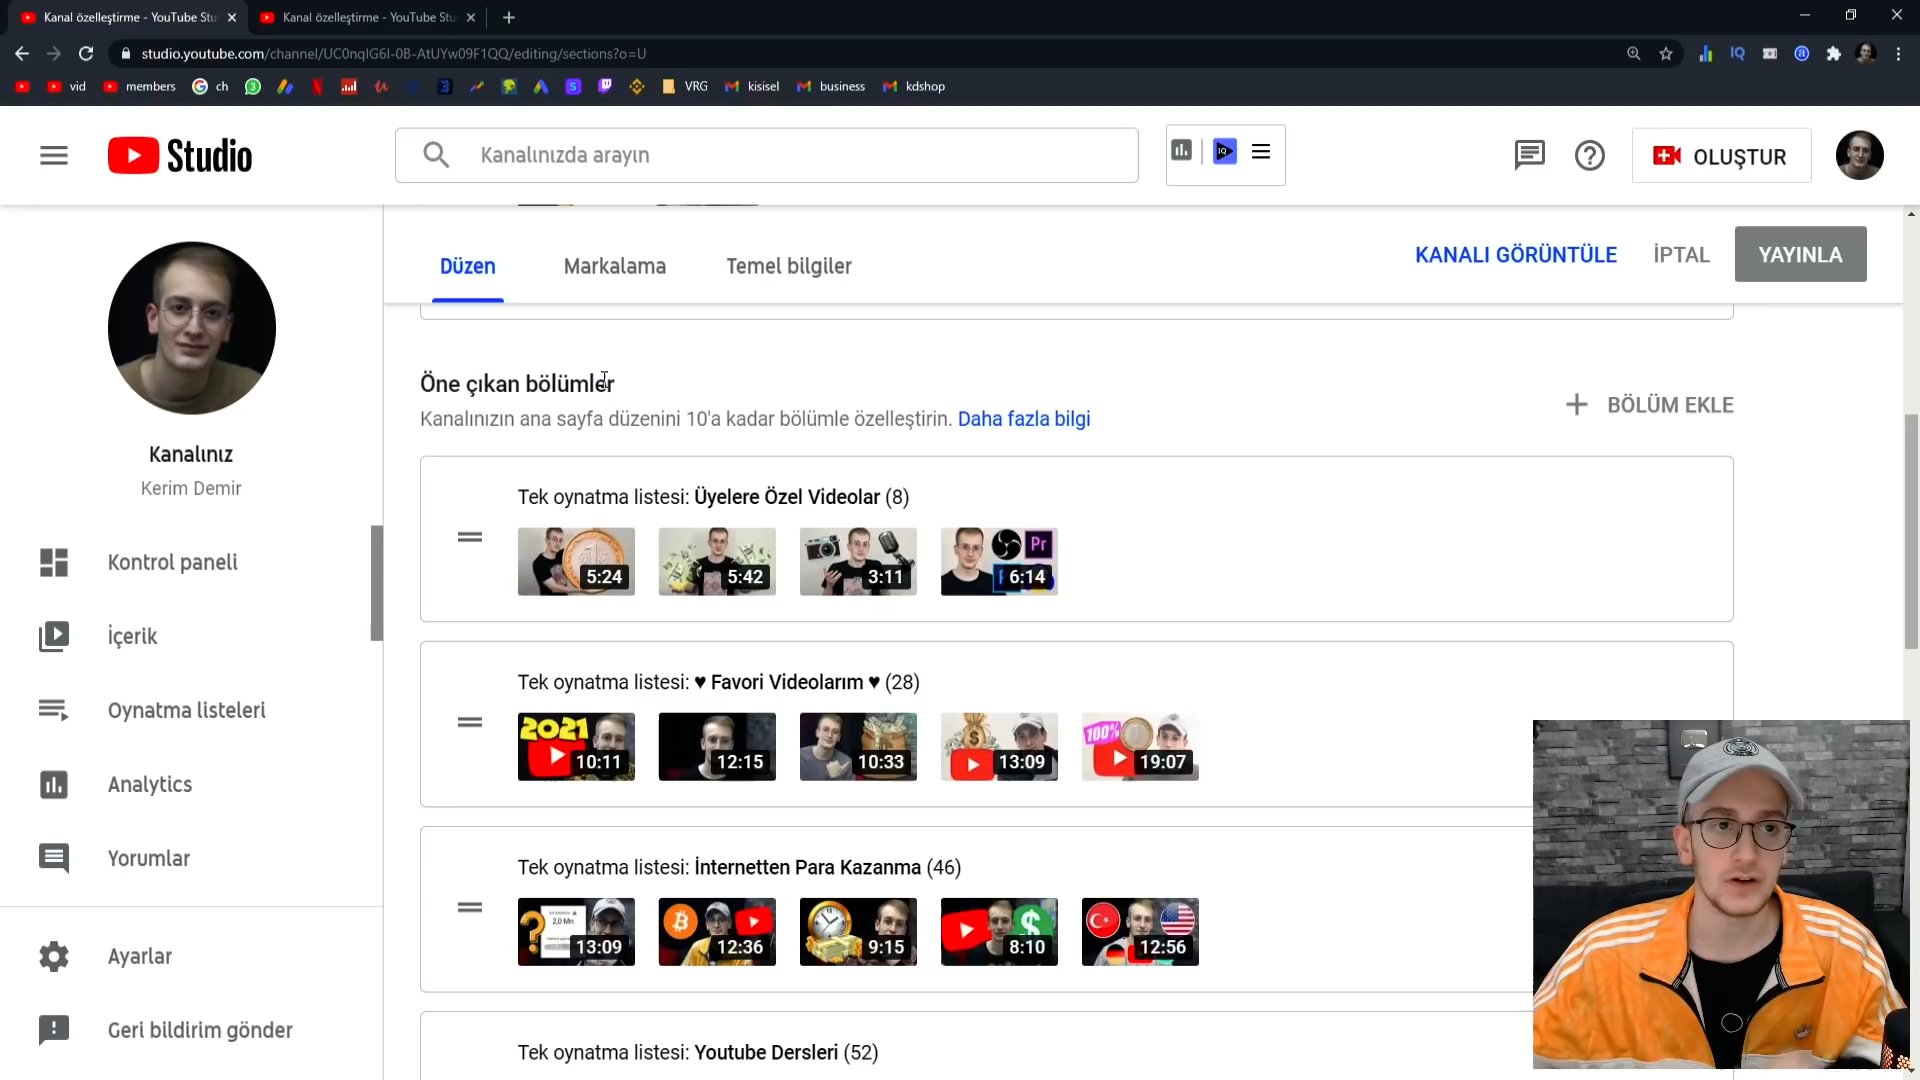 Kanal özelleştirme - YouTube Stu
Kanal özelleştirme - YouTube Stu
studio.youtube.com/channel/UC0nqlG6l-0B-AtUYw09F1QQ/editing/sections?o=U
vid
members
ch
VRG
kisisel
business
kdshop
Studio
Kanalınızda arayın
IQ
OLUŞTUR
Düzen
Markalama
Temel bilgiler
KANALI GÖRÜNTÜLE
İPTAL
YAYINLA
Kanalınız
Kerim Demir
Kontrol paneli
İçerik
Oynatma listeleri
Analytics
Yorumlar
Ayarlar
Geri bildirim gönder
Öne çıkan bölümler
Kanalınızın ana sayfa düzenini 10'a kadar bölümle özelleştirin. Daha fazla bilgi
BÖLÜM EKLE
Tek oynatma listesi: Üyelere Özel Videolar (8)
5:24
5:42
3:11
Pr
6:14
Tek oynatma listesi: ♥ Favori Videolarım ♥ (28)
2021
10:11
12:15
10:33
13:09
100%
19:07
Tek oynatma listesi: İnternetten Para Kazanma (46)
2,0 Mn
13:09
12:36
9:15
8:10
12:56
Tek oynatma listesi: Youtube Dersleri (52)